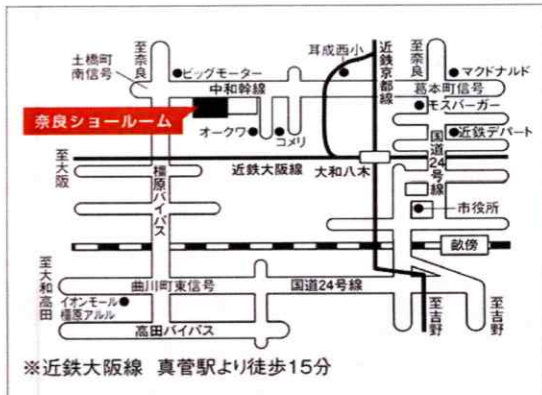 至奈良
土橋町
南信号
ビッグモーター
中和幹線
耳成西小
近鉄京都線
至奈良
マクドナルド
葛本町信号
モスバーガー
奈良ショールーム
オークワ
コメリ
近鉄デパート
国道24号線
至大阪
近鉄大阪線
大和八木
橿原バイパス
市役所
畝傍
至大和高田
曲川町東信号
国道24号線
イオンモール
橿原アルル
高田バイパス
至吉野
至吉野
※近鉄大阪線 真菅駅より徒歩15分